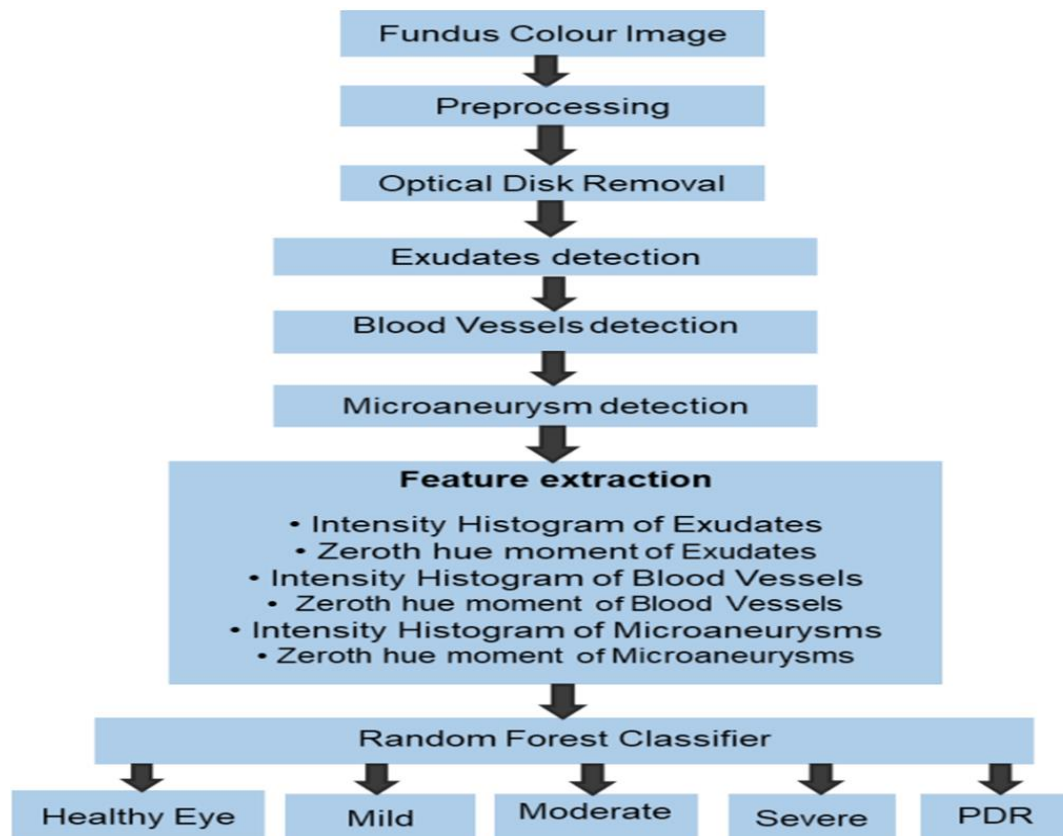 Fundus Colour Image
Preprocessing
Optical Disk Removal
Exudates detection
Blood Vessels detection
Microaneurysm detection
Feature extraction
• Intensity Histogram of Exudates
• Zeroth hue moment of Exudates
• Intensity Histogram of Blood Vessels
• Zeroth hue moment of Blood Vessels
• Intensity Histogram of Microaneurysms
• Zeroth hue moment of Microaneurysms
Random Forest Classifier
Healthy Eye Mild Moderate Severe PDR